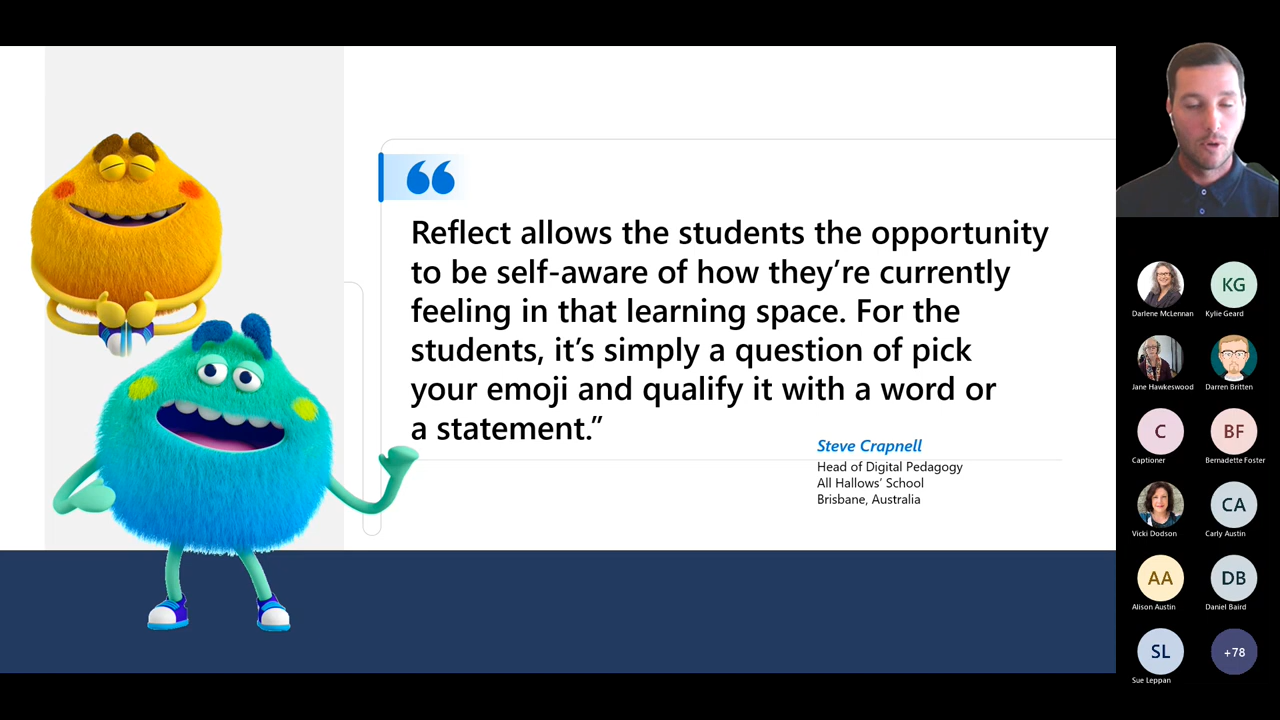 “
Reflect allows the students the opportunity
to be self-aware of how they’re currently
feeling in that learning space. For the
students, it’s simply a question of pick
your emoji and qualify it with a word or
a statement.”
Steve Crapnell
Head of Digital Pedagogy
All Hallows’ School
Brisbane, Australia
Darlene McLennan
KG
Kylie Geard
Jane Hawkeswood
Darren Britten
C
Captioner
BF
Bernadette Foster
Vicki Dodson
CA
Carly Austin
AA
Alison Austin
DB
Daniel Baird
SL
Sue Leppan
+78